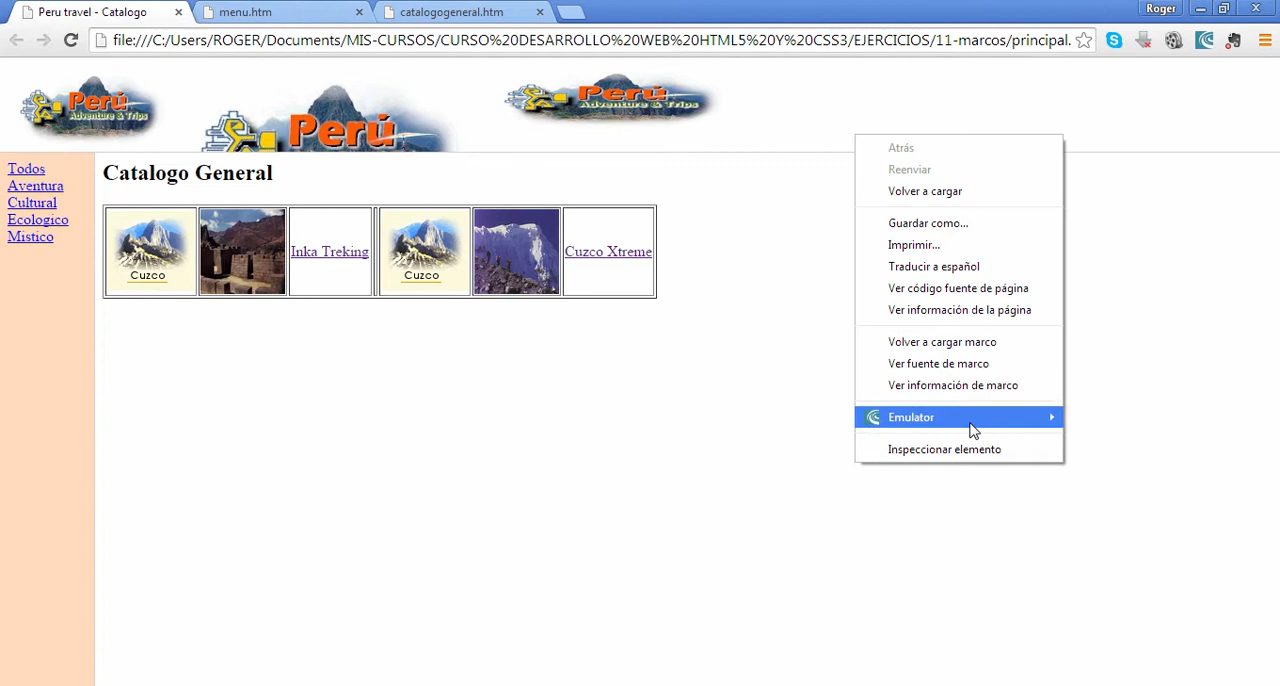 Peru travel - Catalogo
menu.htm
catalogogeneral.htm
Roger
file:///C:/Users/ROGER/Documents/MIS-CURSOS/CURSO%20DESARROLLO%20WEB%20HTML5%20Y%20CSS3/EJERCICIOS/11-marcos/principal.
Perú
Adventure & Trips
Perú
Perú
Adventure & Trips
Todos
Aventura
Cultural
Ecologico
Mistico
Catalogo General
Cuzco
Inka Treking
Cuzco
Cuzco Xtreme
Atrás
Reenviar
Volver a cargar
Guardar como...
Imprimir...
Traducir a español
Ver código fuente de página
Ver información de la página
Volver a cargar marco
Ver fuente de marco
Ver información de marco
Emulator
Inspeccionar elemento